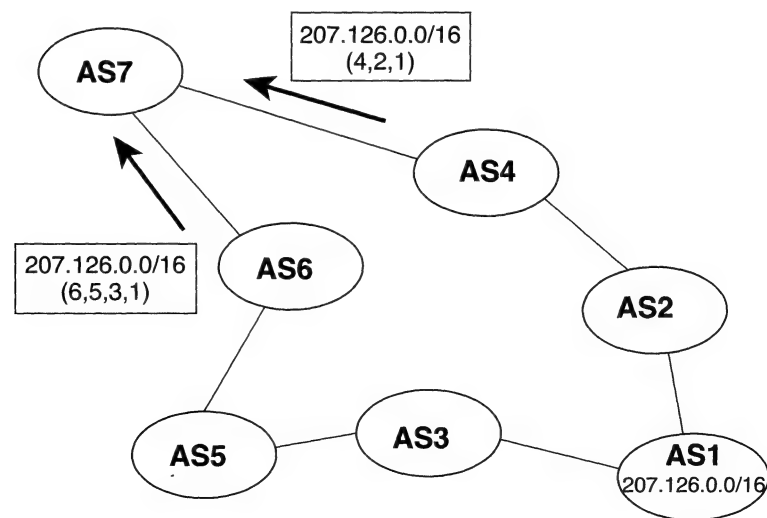 207.126.0.0/16
(4,2,1)
AS7
AS4
207.126.0.0/16
(6,5,3,1)
AS6
AS2
AS5
AS3
AS1
207.126.0.0/16